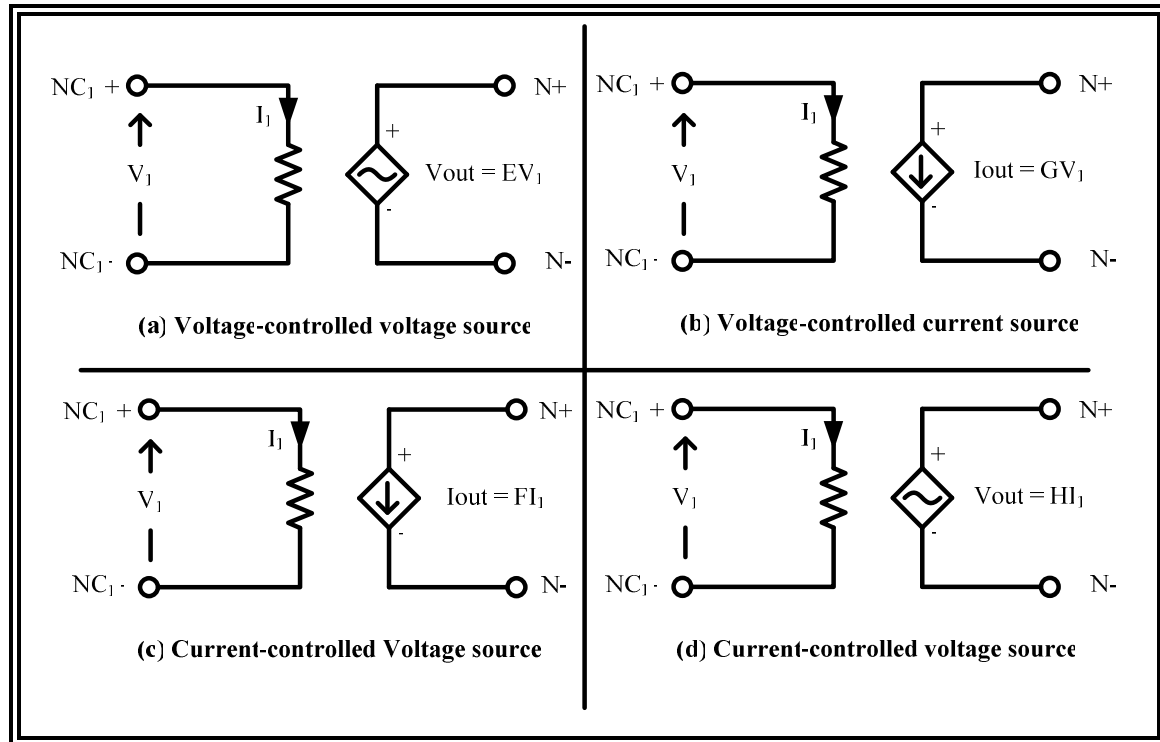 NC₁ +
N+
I₁
+
V₁
Vout = EV₁
-
NC₁ -
N-
(a) Voltage-controlled voltage source
NC₁ +
N+
I₁
+
V₁
Iout = GV₁
-
NC₁ -
N-
(b) Voltage-controlled current source
NC₁ +
N+
I₁
+
V₁
Iout = FI₁
-
NC₁ -
N-
(c) Current-controlled Voltage source
NC₁ +
N+
I₁
+
V₁
Vout = HI₁
-
NC₁ -
N-
(d) Current-controlled voltage source